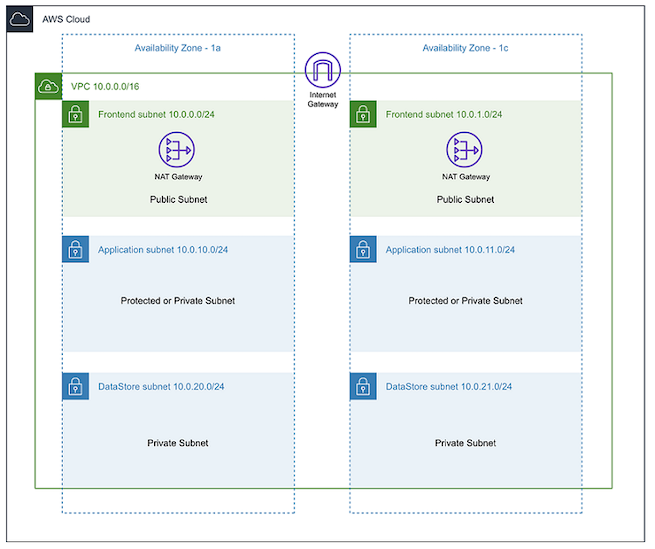 AWS Cloud
Availability Zone - 1a
Availability Zone - 1c
Internet
Gateway
VPC 10.0.0.0/16
Frontend subnet 10.0.0.0/24
Frontend subnet 10.0.1.0/24
NAT Gateway
NAT Gateway
Public Subnet
Public Subnet
Application subnet 10.0.10.0/24
Application subnet 10.0.11.0/24
Protected or Private Subnet
Protected or Private Subnet
DataStore subnet 10.0.20.0/24
DataStore subnet 10.0.21.0/24
Private Subnet
Private Subnet